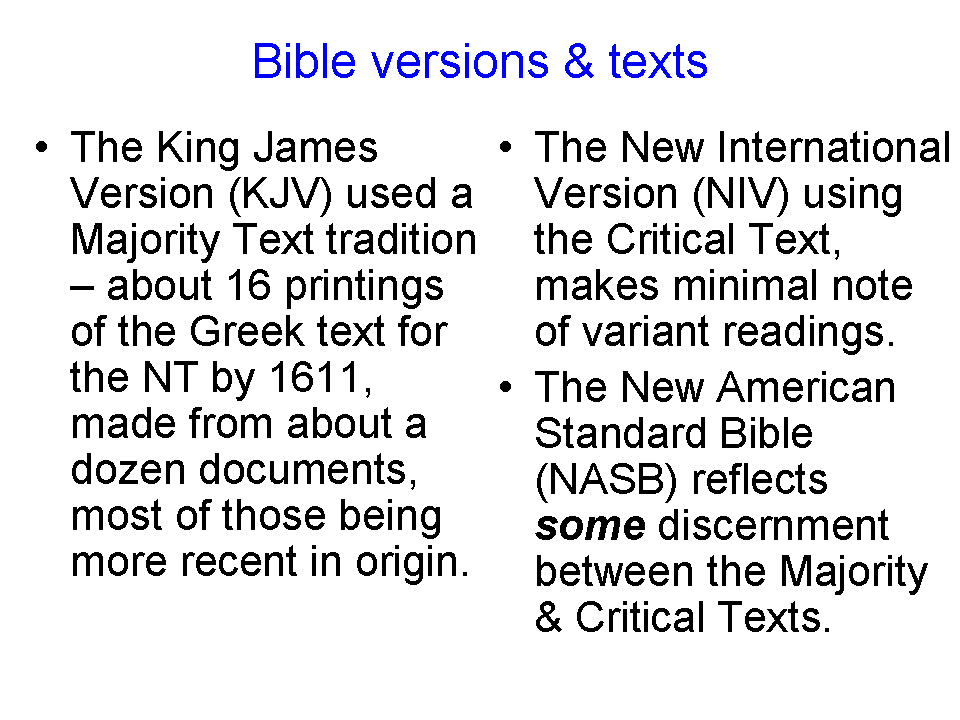 Bible versions & texts
• The King James
Version (KJV) used a
Majority Text tradition
– about 16 printings
of the Greek text for
the NT by 1611,
made from about a
dozen documents,
most of those being
more recent in origin.
• The New International
Version (NIV) using
the Critical Text,
makes minimal note
of variant readings.
• The New American
Standard Bible
(NASB) reflects
some discernment
between the Majority
& Critical Texts.